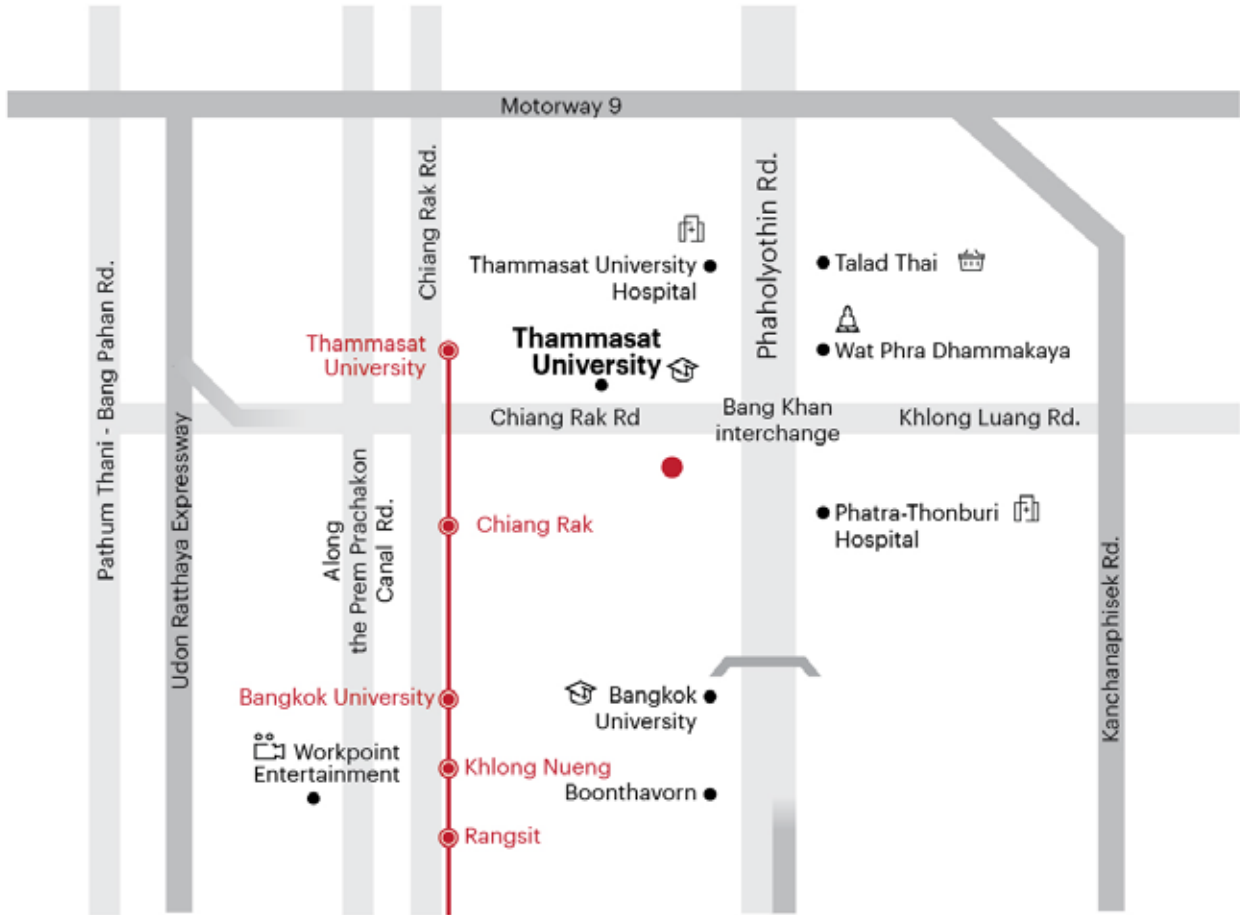 Motorway 9
Pathum Thani - Bang Pahan Rd.
Udon Ratthaya Expressway
Chiang Rak Rd.
Phaholyothin Rd.
Thammasat University
Hospital
Talad Thai
Wat Phra Dhammakaya
Thammasat
University
Thammasat
University
Chiang Rak Rd
Bang Khan
interchange
Khlong Luang Rd.
Along
the Prem Prachakon
Canal Rd.
Chiang Rak
Phatra-Thonburi
Hospital
Kanchanaphisek Rd.
Bangkok University
Bangkok
University
Workpoint
Entertainment
Khlong Nueng
Boonthavorn
Rangsit